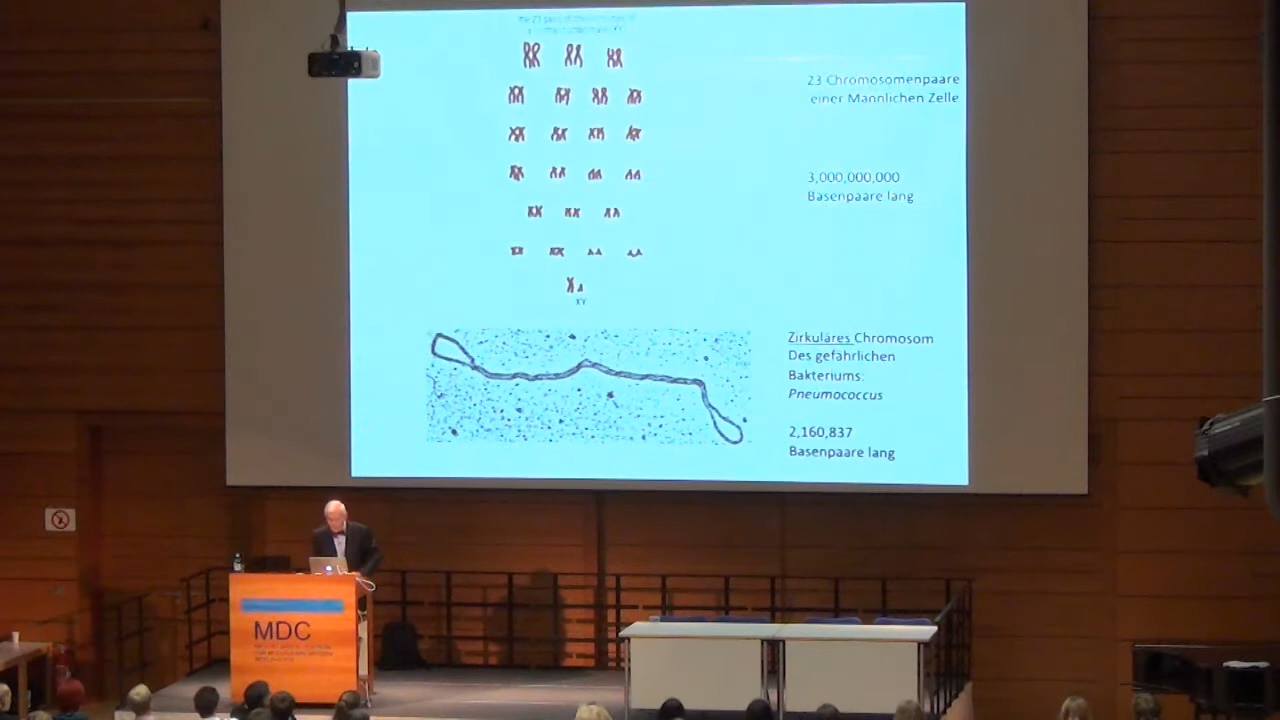 23 Chromosomenpaare
einer Männlichen Zelle
3,000,000,000
Basenpaare lang
XY
Zirkuläres Chromosom
Des gefährlichen
Bakteriums:
Pneumococcus
2,160,837
Basenpaare lang
MDC